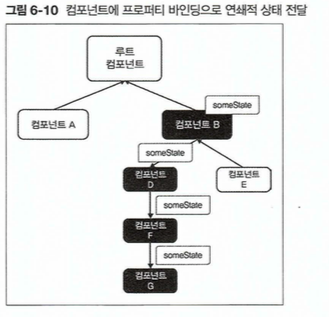 그림 6-10 컴포넌트에 프로퍼티 바인딩으로 연쇄적 상태 전달
루트
컴포넌트
someState
컴포넌트 A
컴포넌트 B
someState
컴포넌트
D
컴포넌트
E
someState
컴포넌트
F
someState
컴포넌트
G